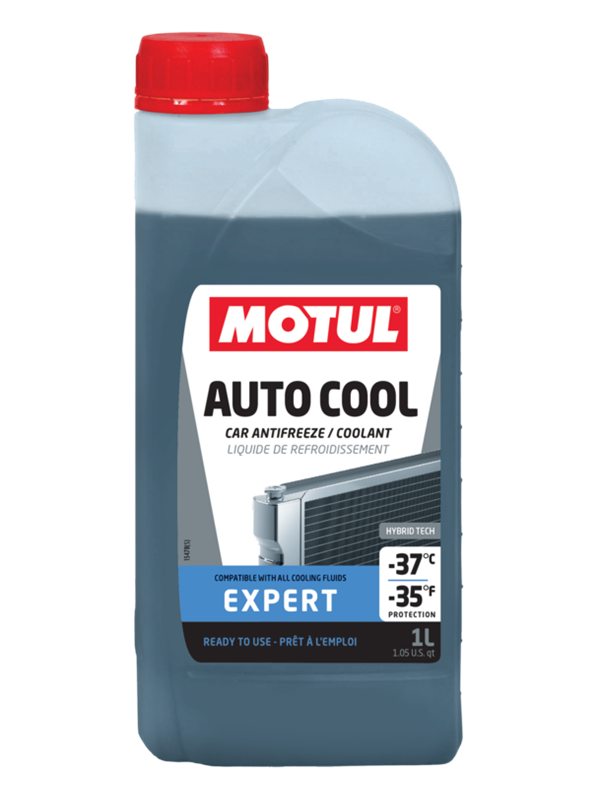 MOTUL®
AUTO COOL
CAR ANTIFREEZE / COOLANT
LIQUIDE DE REFROIDISSEMENT
HYBRID TECH
-37°C
-35°F
PROTECTION
COMPATIBLE WITH ALL COOLING FLUIDS
EXPERT
READY TO USE - PRÊT À L'EMPLOI
1L
1.05 U.S. qt